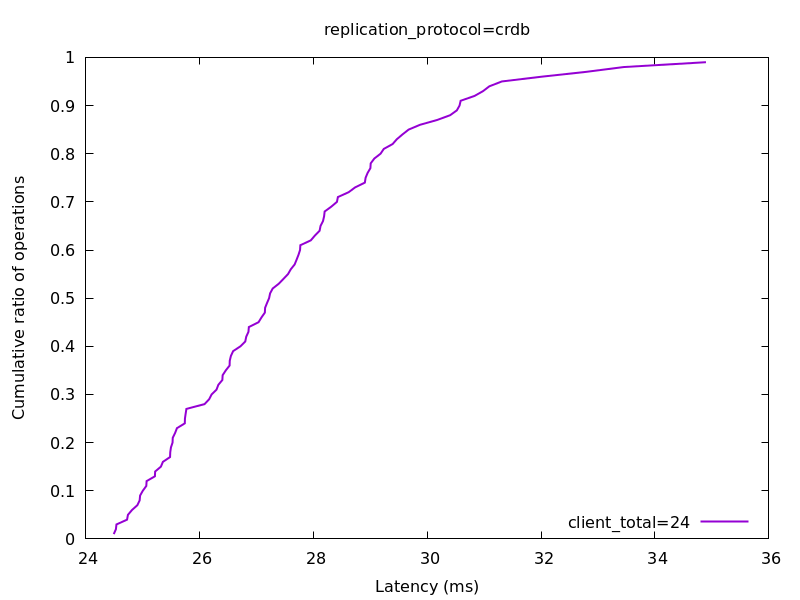 replication_protocol=crdb
1
0.9
0.8
0.7
0.6
0.5
0.4
0.3
0.2
0.1
0
Cumulative ratio of operations
client_total=24
24 26 28 30 32 34 36
Latency (ms)